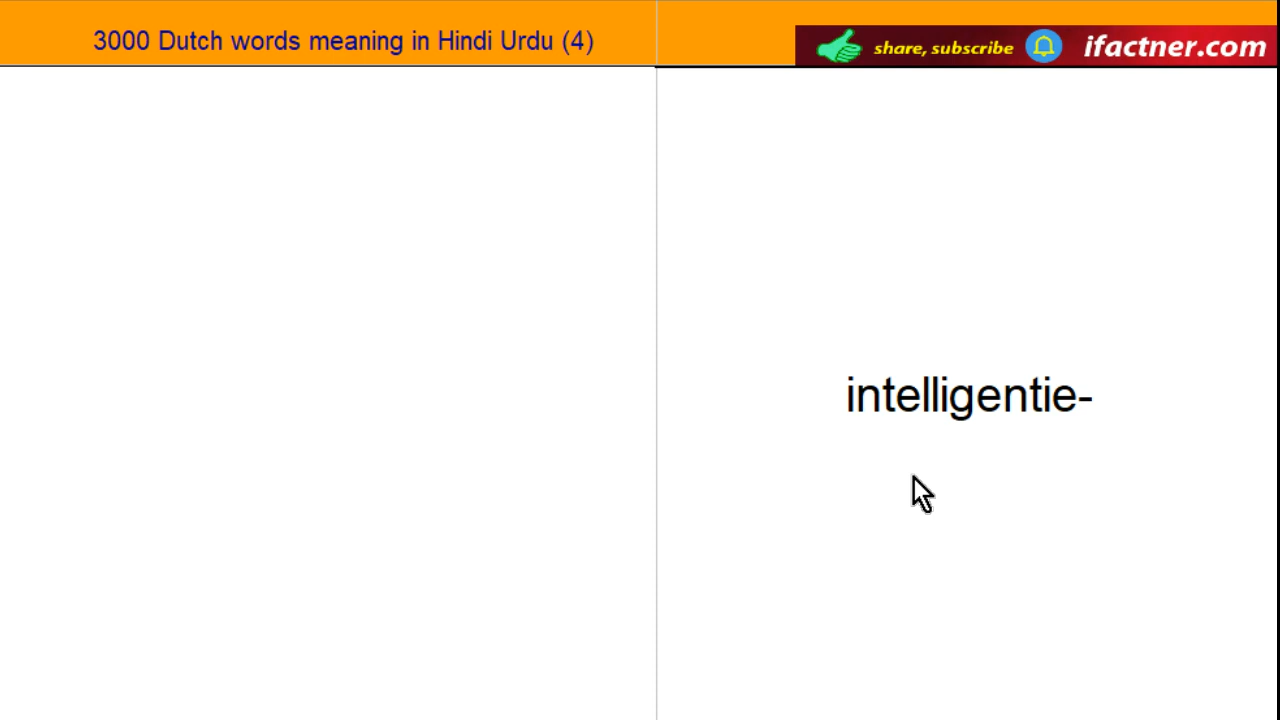 3000 Dutch words meaning in Hindi Urdu (4)
share, subscribe
ifactner.com
intelligentie-